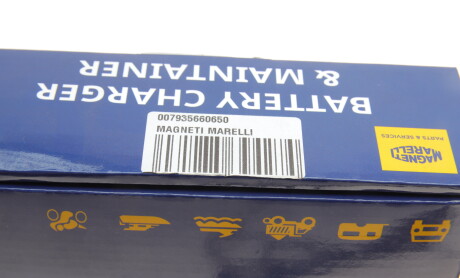 BATTERY CHARGER
& MAINTAINER
007935660650
MAGNETI MARELLI
MAGNETI
MARELLI
PARTS & SERVICES